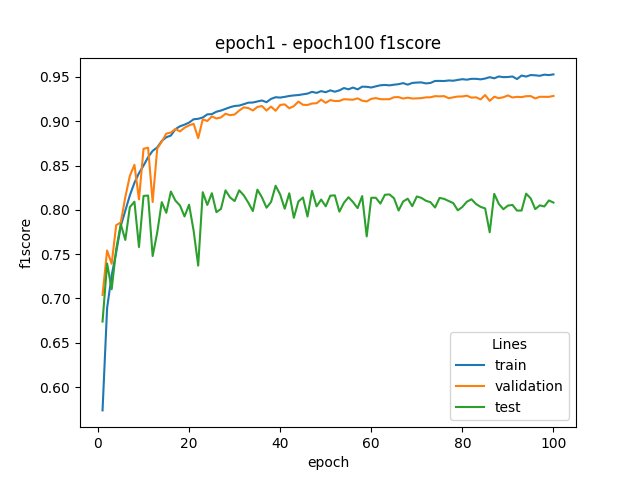 epoch1 - epoch100 f1score
0.95
0.90
0.85
0.80
0.75
0.70
0.65
0.60
f1score
0 20 40 60 80 100
epoch
Lines
train
validation
test